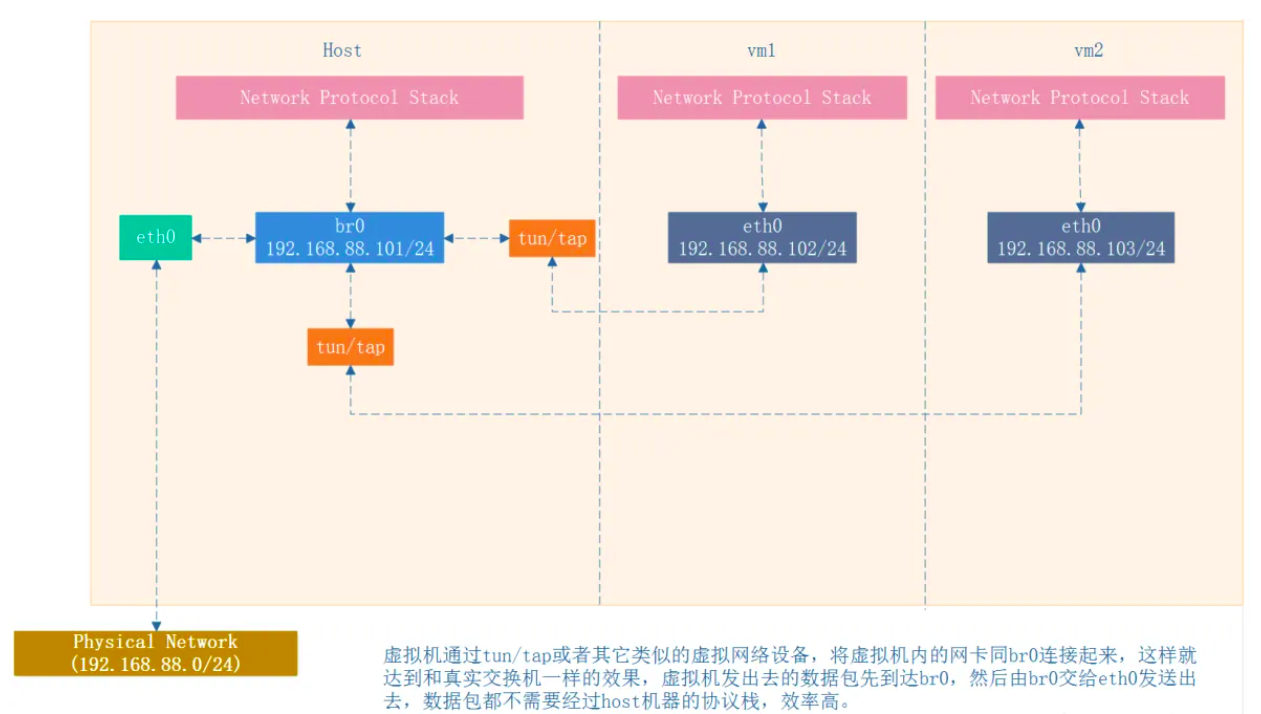 Host
vm1
vm2
Network Protocol Stack
Network Protocol Stack
Network Protocol Stack
eth0
br0
192.168.88.101/24
tun/tap
eth0
192.168.88.102/24
eth0
192.168.88.103/24
tun/tap
Physical Network
(192.168.88.0/24)
虚拟机通过tun/tap或者其它类似的虚拟网络设备，将虚拟机内的网卡同br0连接起来，这样就
达到和真实交换机一样的效果，虚拟机发出去的数据包先到达br0，然后由br0交给eth0发送出
去，数据包都不需要经过host机器的协议栈，效率高。